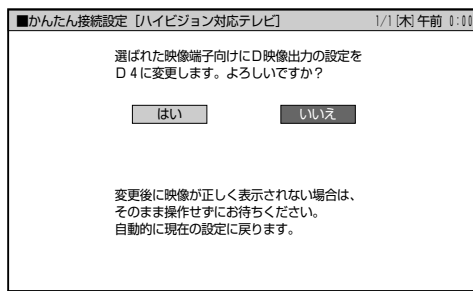 ■かんたん接続設定［ハイビジョン対応テレビ］ 1/1[木]午前 0:00
選ばれた映像端子向けにD映像出力の設定を
D4に変更します。よろしいですか？
はい いいえ
変更後に映像が正しく表示されない場合は、
そのまま操作せずにお待ちください。
自動的に現在の設定に戻ります。